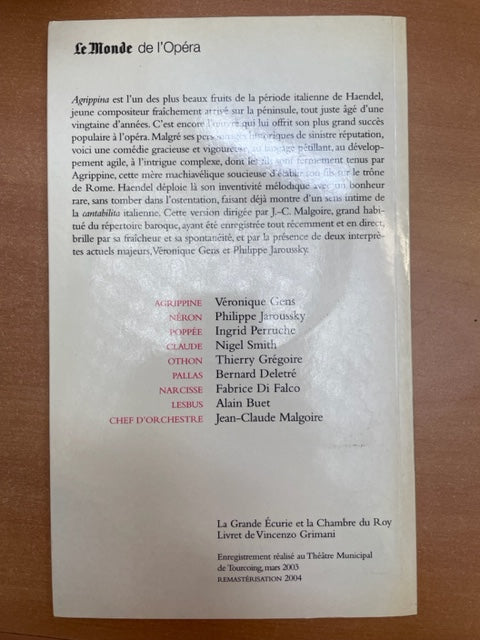 Le Monde de l'Opéra
Agrippina est l'un des plus beaux fruits de la période italienne de Haendel,
jeune compositeur fraîchement arrivé sur la péninsule, tout juste âgé d'une
vingtaine d'années. C'est encore l'œuvre qui lui offrit son plus grand succès
populaire à l'opéra. Malgré ses personnages historiques de sinistre réputation,
voici une comédie gracieuse et vigoureuse, au langage pétillant, au dévelop-
pement agile, à l'intrigue complexe, dont les fils sont fermement tenus par
Agrippine, cette mère machiavélique soucieuse d'établir son fils sur le trône
de Rome. Haendel déploie là son inventivité mélodique avec un bonheur
rare, sans tomber dans l'ostentation, faisant déjà montre d'un sens intime de
la cantabilita italienne. Cette version dirigée par J.-C. Malgoire, grand habi-
tué du répertoire baroque, ayant été enregistrée tout récemment et en direct,
brille par sa fraîcheur et sa spontanéité, et par la présence de deux interprè-
tes actuels majeurs, Véronique Gens et Philippe Jaroussky.
AGRIPPINE Véronique Gens
NÉRON Philippe Jaroussky
POPPÉE Ingrid Perruche
CLAUDE Nigel Smith
OTHON Thierry Grégoire
PALLAS Bernard Deletré
NARCISSE Fabrice Di Falco
LESBUS Alain Buet
CHEF D'ORCHESTRE Jean-Claude Malgoire
La Grande Écurie et la Chambre du Roy
Livret de Vincenzo Grimani
Enregistrement réalisé au Théâtre Municipal
de Tourcoing, mars 2003
REMASTÉRISATION 2004